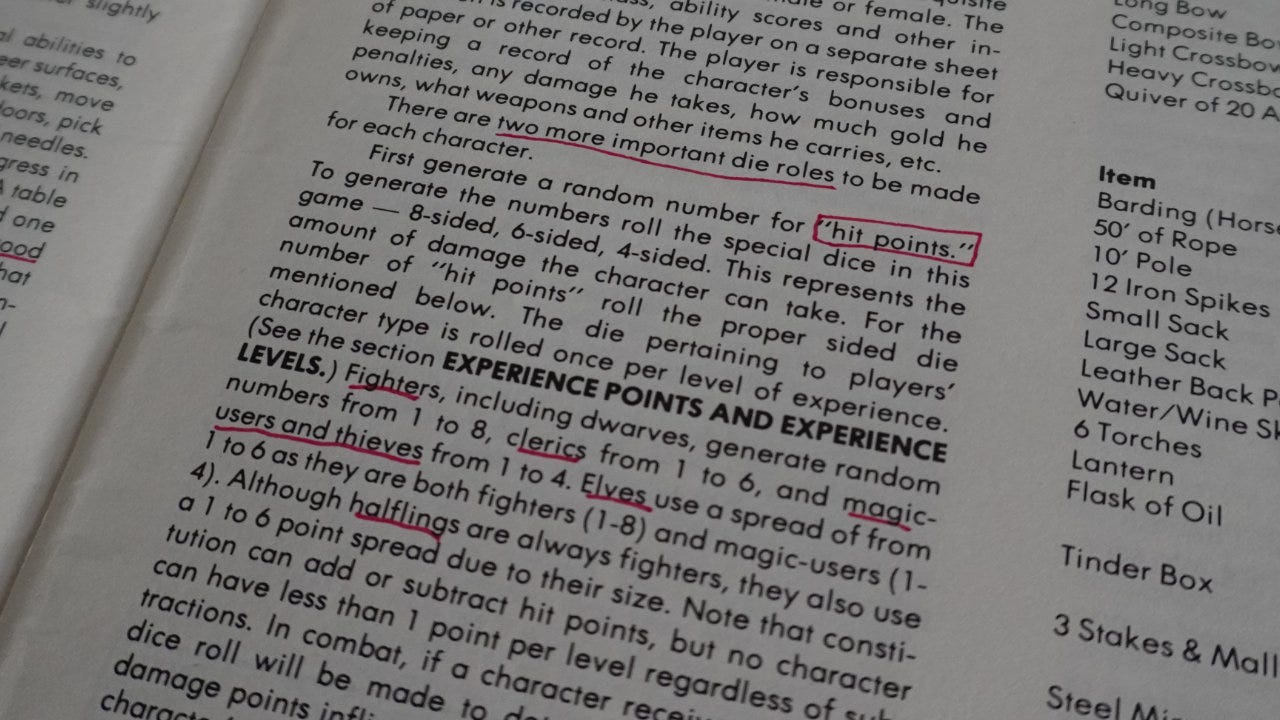 slightly
abilities to
surfaces,
move
pick
needles.
in
table
one
ood
hat
is recorded by the player on a separate sheet
of paper or other record. The player is responsible for
keeping a record of the character's bonuses and
penalties, any damage he takes, how much gold he
owns, what weapons and other items he carries, etc.
There are two more important die roles to be made
for each character.
First generate a random number for "hit points."
To generate the numbers roll the special dice in this
game — 8-sided, 6-sided, 4-sided. This represents the
amount of damage the character can take. For the
number of "hit points" roll the proper sided die
mentioned below. The die pertaining to players'
character type is rolled once per level of experience.
(See the section EXPERIENCE POINTS AND EXPERIENCE
LEVELS.) Fighters, including dwarves, generate random
numbers from 1 to 8, clerics from 1 to 6, and magic-
users and thieves from 1 to 4. Elves use a spread of from
1 to 6 as they are both fighters (1-8) and magic-users (1-
4). Although halflings are always fighters, they also use
a 1 to 6 point spread due to their size. Note that consti-
tution can add or subtract hit points, but no character
can have less than 1 point per level regardless of sub-
tractions. In combat, if a character
dice roll will be made to
damage points
Long Bow
Composite
Light
Heavy
Quiver of 20
Item
Barding
50' of Rope
10' Pole
12 Iron Spikes
Small Sack
Large Sack
Leather Back
Water/Wine
6 Torches
Lantern
Flask of Oil
Tinder Box
3 Stakes &
Steel